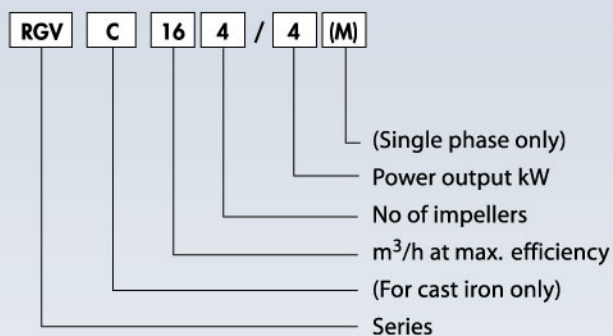 RGV C 16 4 / 4 (M)
(Single phase only)
Power output kW
No of impellers
m³/h at max. efficiency
(For cast iron only)
Series